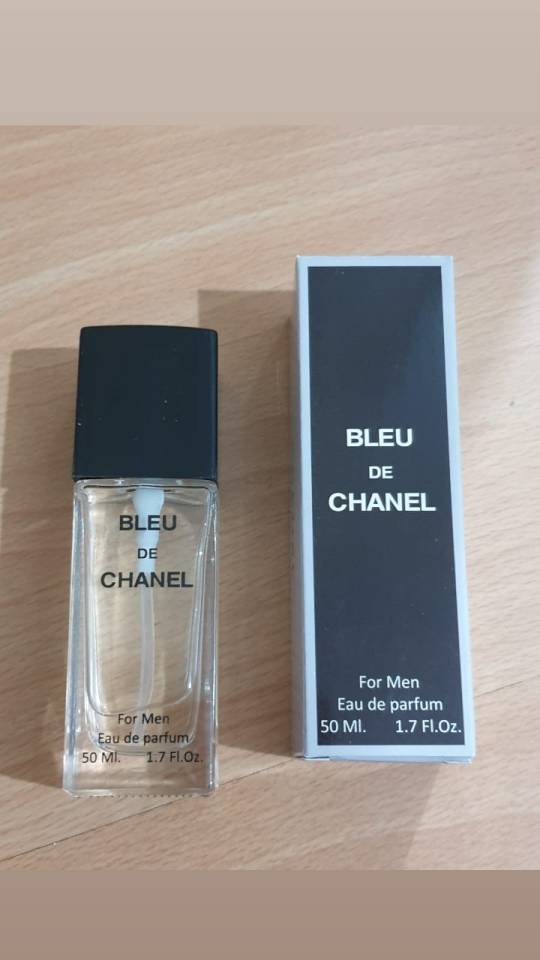 BLEU
DE
CHANEL
For Men
Eau de parfum
50 Ml. 1.7 Fl.Oz.
BLEU
DE
CHANEL
For Men
Eau de parfum
50 Ml. 1.7 Fl.Oz.